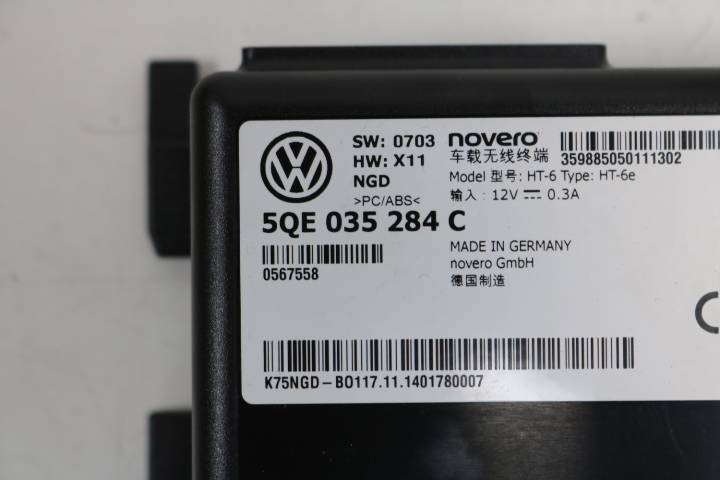 SW: 0703
HW: X11
NGD
>PC/ABS<
5QE 035 284 C
0567558
novero
359885050111302
车载无线终端
Model 型号: HT-6 Type: HT-6e
输入 : 12V ⎓ 0.3A
MADE IN GERMANY
novero GmbH
德国制造
K75NGD-BO117.11.1401780007